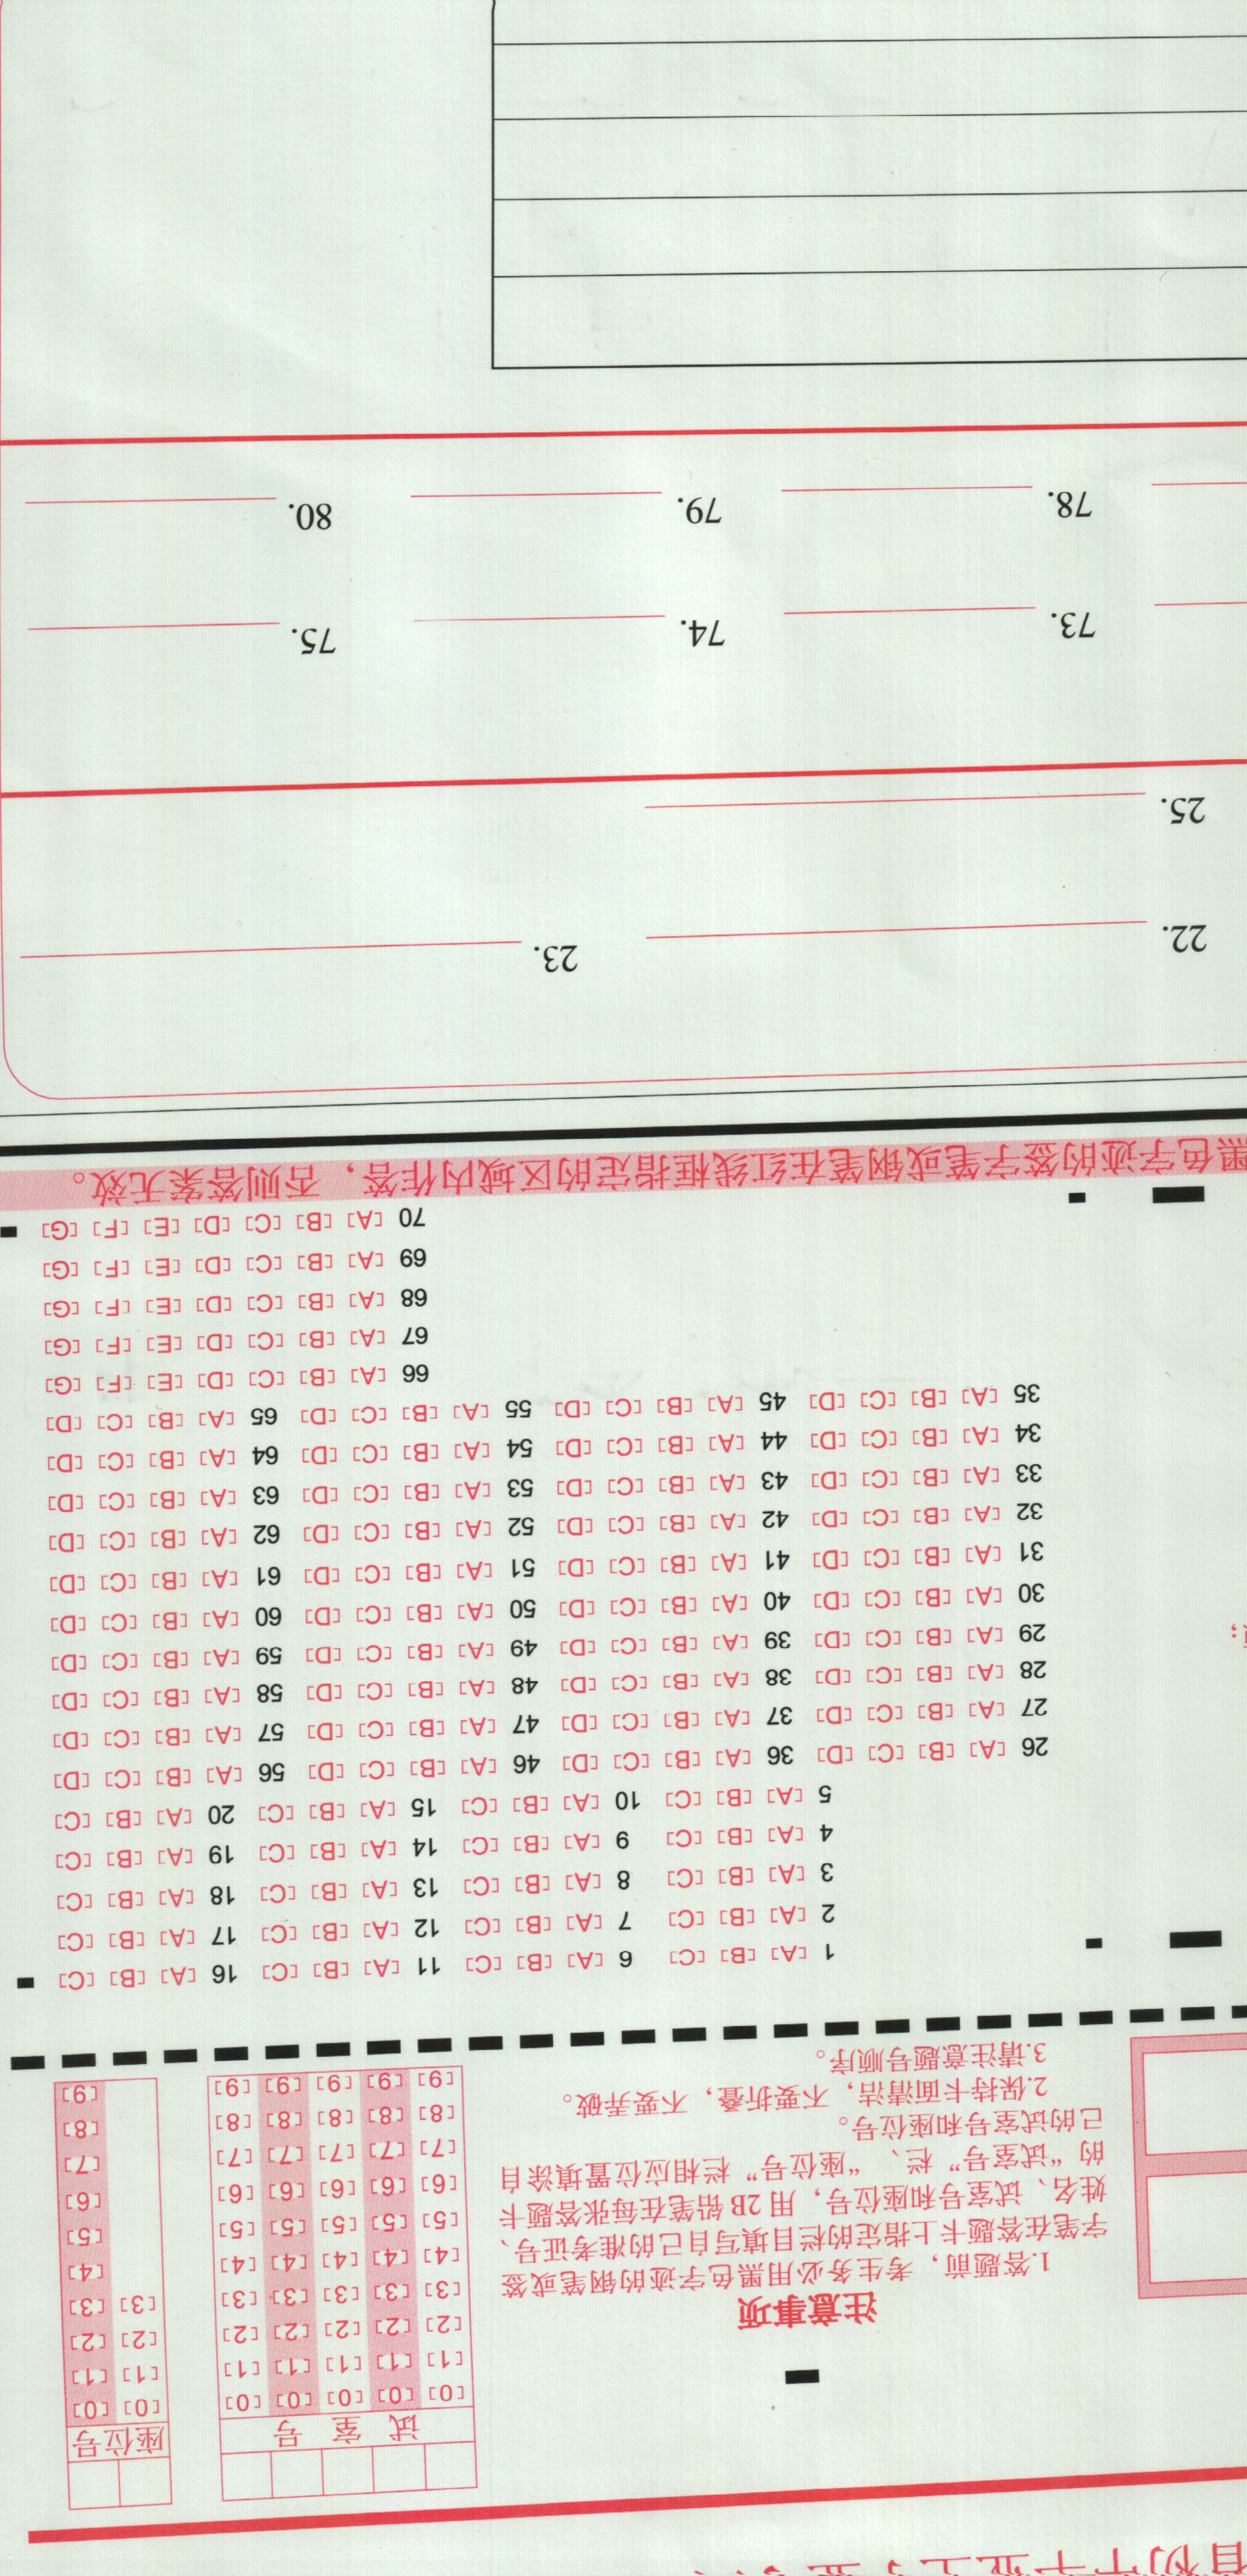 试 室 号
座位号
[0] [0] [0] [0] [0] [0] [0]
[1] [1] [1] [1] [1] [1] [1]
[2] [2] [2] [2] [2] [2] [2]
[3] [3] [3] [3] [3] [3] [3]
[4] [4] [4] [4] [4] [4]
[5] [5] [5] [5] [5] [5]
[6] [6] [6] [6] [6] [6]
[7] [7] [7] [7] [7] [7]
[8] [8] [8] [8] [8] [8]
[9] [9] [9] [9] [9] [9]
注意事项
1.答题前，考生务必用黑色字迹的钢笔或签
字笔在答题卡上指定的栏目填写自己的准考证号、
姓名、试室号和座位号，用 2B 铅笔在每张答题卡
的“试室号”栏、“座位号”栏相应位置填涂自
己的试室号和座位号。
2.保持卡面清洁，不要折叠，不要弄破。
3.请注意题号顺序。
1 [A] [B] [C] 6 [A] [B] [C] 11 [A] [B] [C] 16 [A] [B] [C]
2 [A] [B] [C] 7 [A] [B] [C] 12 [A] [B] [C] 17 [A] [B] [C]
3 [A] [B] [C] 8 [A] [B] [C] 13 [A] [B] [C] 18 [A] [B] [C]
4 [A] [B] [C] 9 [A] [B] [C] 14 [A] [B] [C] 19 [A] [B] [C]
5 [A] [B] [C] 10 [A] [B] [C] 15 [A] [B] [C] 20 [A] [B] [C]
26 [A] [B] [C] [D] 36 [A] [B] [C] [D] 46 [A] [B] [C] [D] 56 [A] [B] [C] [D]
27 [A] [B] [C] [D] 37 [A] [B] [C] [D] 47 [A] [B] [C] [D] 57 [A] [B] [C] [D]
28 [A] [B] [C] [D] 38 [A] [B] [C] [D] 48 [A] [B] [C] [D] 58 [A] [B] [C] [D]
29 [A] [B] [C] [D] 39 [A] [B] [C] [D] 49 [A] [B] [C] [D] 59 [A] [B] [C] [D]
30 [A] [B] [C] [D] 40 [A] [B] [C] [D] 50 [A] [B] [C] [D] 60 [A] [B] [C] [D]
31 [A] [B] [C] [D] 41 [A] [B] [C] [D] 51 [A] [B] [C] [D] 61 [A] [B] [C] [D]
32 [A] [B] [C] [D] 42 [A] [B] [C] [D] 52 [A] [B] [C] [D] 62 [A] [B] [C] [D]
33 [A] [B] [C] [D] 43 [A] [B] [C] [D] 53 [A] [B] [C] [D] 63 [A] [B] [C] [D]
34 [A] [B] [C] [D] 44 [A] [B] [C] [D] 54 [A] [B] [C] [D] 64 [A] [B] [C] [D]
35 [A] [B] [C] [D] 45 [A] [B] [C] [D] 55 [A] [B] [C] [D] 65 [A] [B] [C] [D]
66 [A] [B] [C] [D] [E] [F] [G]
67 [A] [B] [C] [D] [E] [F] [G]
68 [A] [B] [C] [D] [E] [F] [G]
69 [A] [B] [C] [D] [E] [F] [G]
70 [A] [B] [C] [D] [E] [F] [G]
黑色字迹的签字笔或钢笔在红线框指定的区域内作答，否则答案无效。
22. 23.
25.
73. 74. 75.
78. 79. 80.